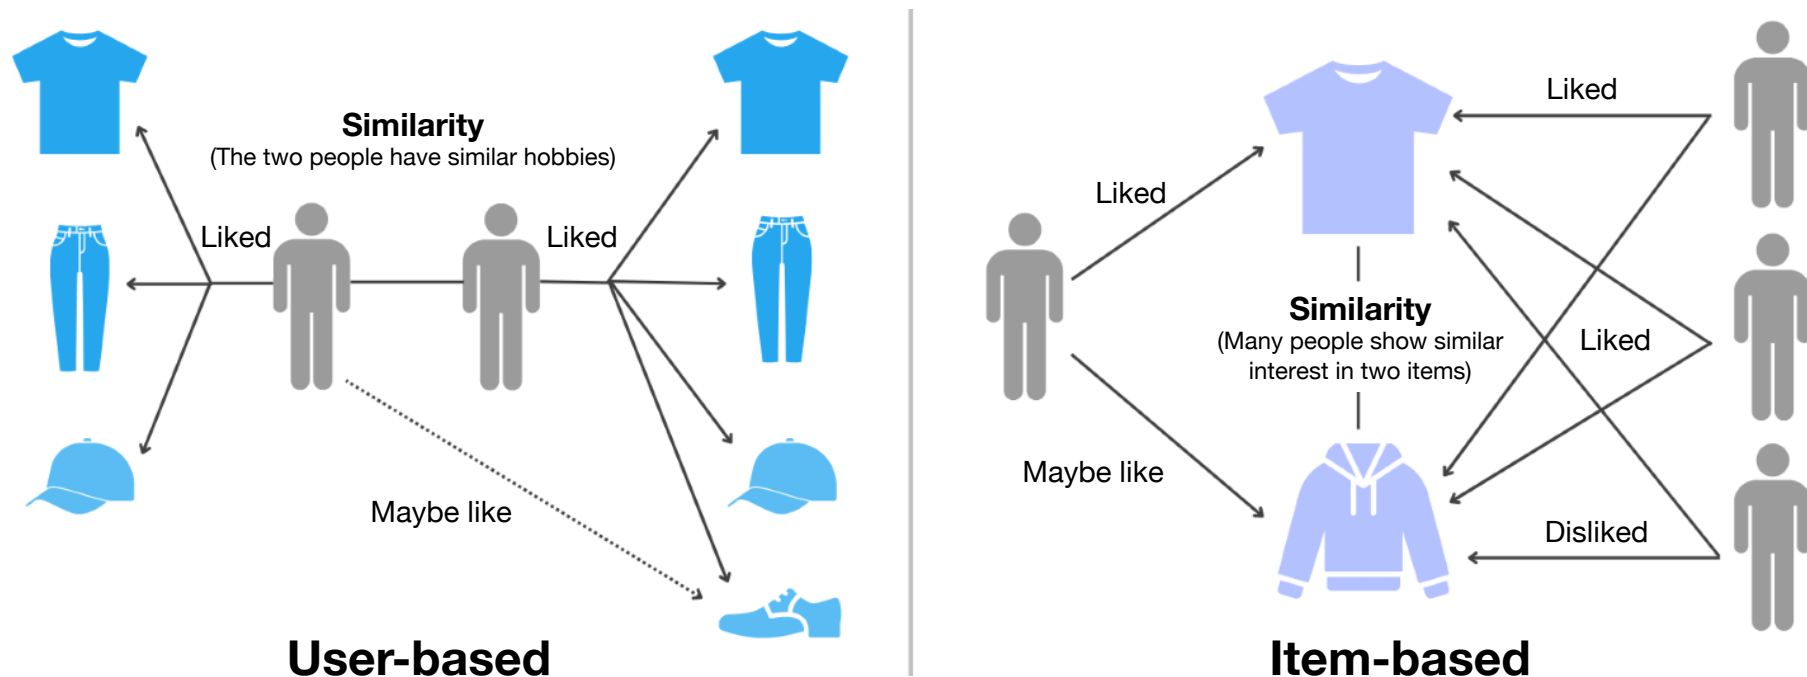 Similarity
(The two people have similar hobbies)
Liked
Liked
Maybe like
User-based
Liked
Liked
Similarity
(Many people show similar
interest in two items)
Liked
Maybe like
Disliked
Item-based